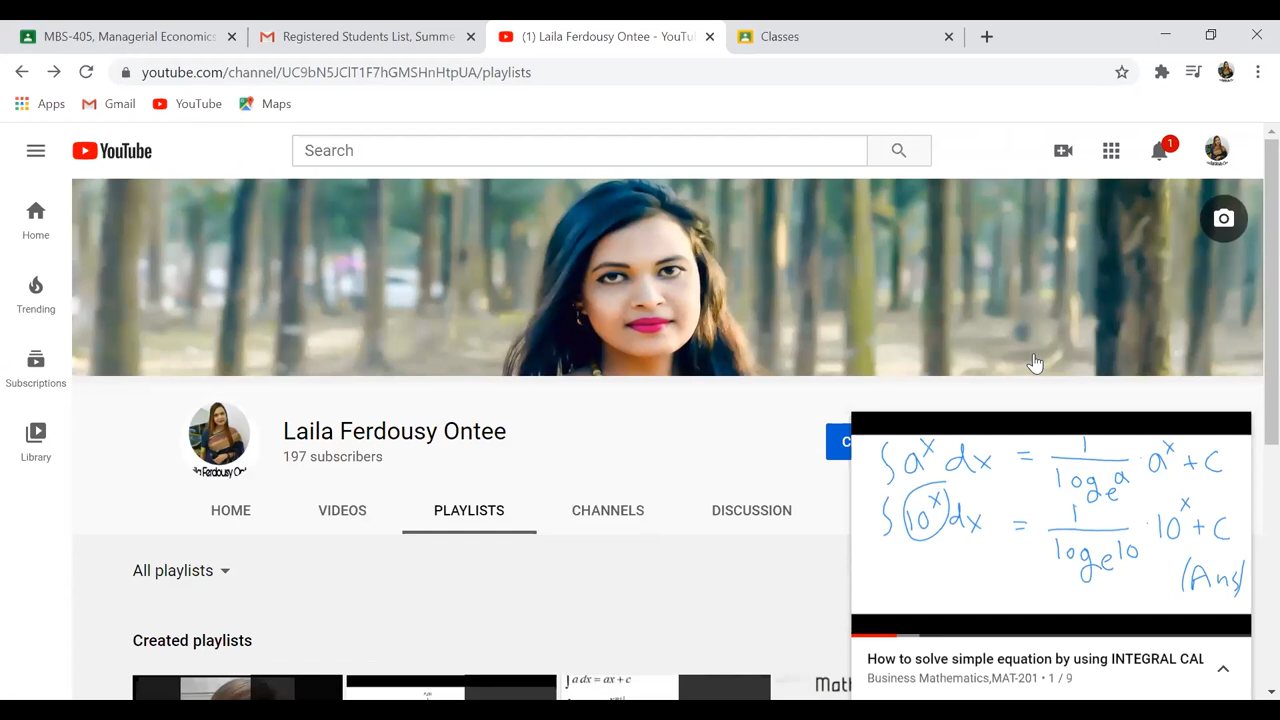 MBS-405, Managerial Economics
Registered Students List, Summe
(1) Laila Ferdousy Ontee - YouTu
Classes
youtube.com/channel/UC9bN5JClT1F7hGMSHnHtpUA/playlists
Apps Gmail YouTube Maps
YouTube
Search
1
Home
Trending
Subscriptions
Library
Laila Ferdousy Ontee
197 subscribers
C
HOME VIDEOS PLAYLISTS CHANNELS DISCUSSION
All playlists
Created playlists
∫a^x dx = 1/log_e a · a^x + c
∫10^x dx = 1/log_e 10 · 10^x + c
(Ans)
How to solve simple equation by using INTEGRAL CAL
Business Mathematics,MAT-201 • 1 / 9
∫ a dx = ax + c
Math